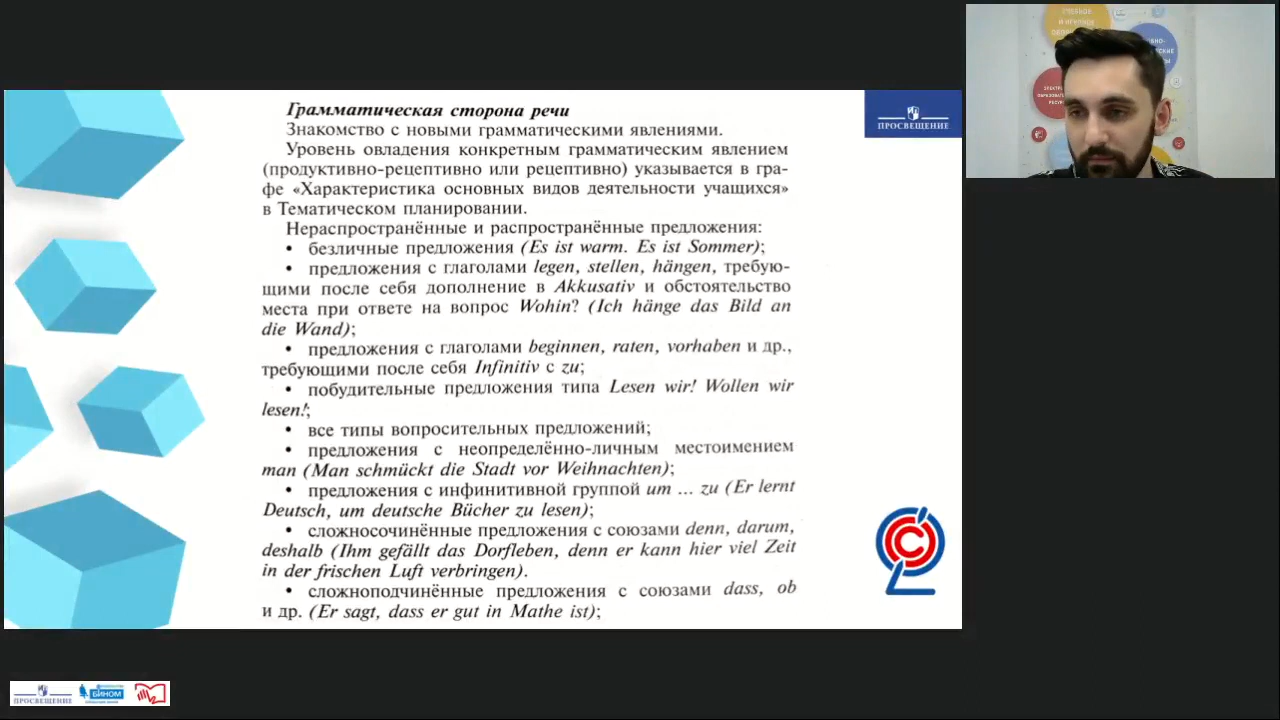 Грамматическая сторона речи
Знакомство с новыми грамматическими явлениями.
Уровень овладения конкретным грамматическим явлением
(продуктивно-рецептивно или рецептивно) указывается в гра-
фе «Характеристика основных видов деятельности учащихся»
в Тематическом планировании.
Нераспространённые и распространённые предложения:
• безличные предложения (Es ist warm. Es ist Sommer);
• предложения с глаголами legen, stellen, hängen, требую-
щими после себя дополнение в Akkusativ и обстоятельство
места при ответе на вопрос Wohin? (Ich hänge das Bild an
die Wand);
• предложения с глаголами beginnen, raten, vorhaben и др.,
требующими после себя Infinitiv с zu;
• побудительные предложения типа Lesen wir! Wollen wir
lesen!;
• все типы вопросительных предложений;
• предложения с неопределённо-личным местоимением
man (Man schmückt die Stadt vor Weihnachten);
• предложения с инфинитивной группой um ... zu (Er lernt
Deutsch, um deutsche Bücher zu lesen);
• сложносочинённые предложения с союзами denn, darum,
deshalb (Ihm gefällt das Dorfleben, denn er kann hier viel Zeit
in der frischen Luft verbringen).
• сложноподчинённые предложения с союзами dass, ob
и др. (Er sagt, dass er gut in Mathe ist);
ПРОСВЕЩЕНИЕ
ПРОСВЕЩЕНИЕ
БИНОМ